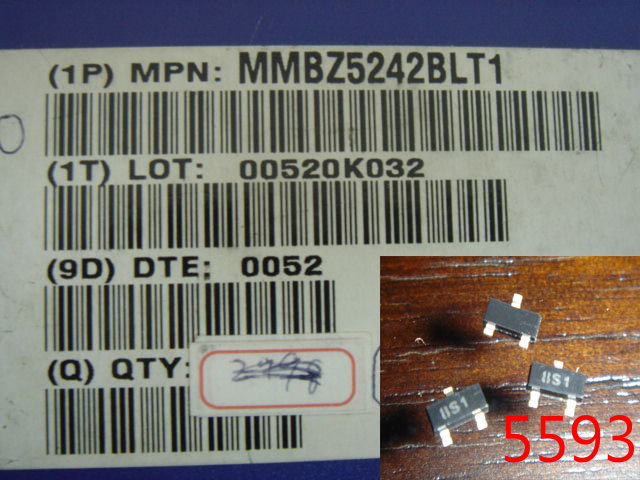 (1P) MPN: MMBZ5242BLT1
(1T) LOT: 00520K032
(9D) DTE: 0052
(Q) QTY:
IIS1
IIS1
5593